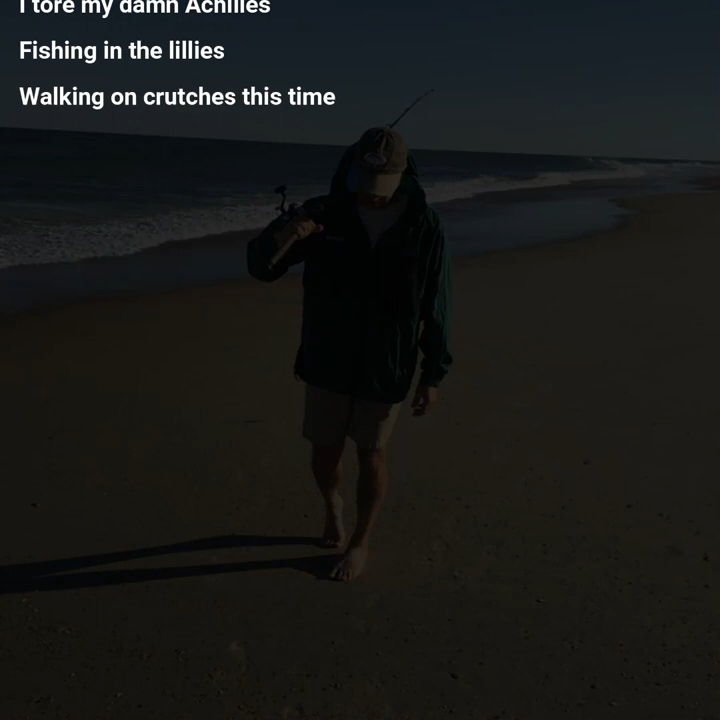 I tore my damn Achilles
Fishing in the lillies
Walking on crutches this time